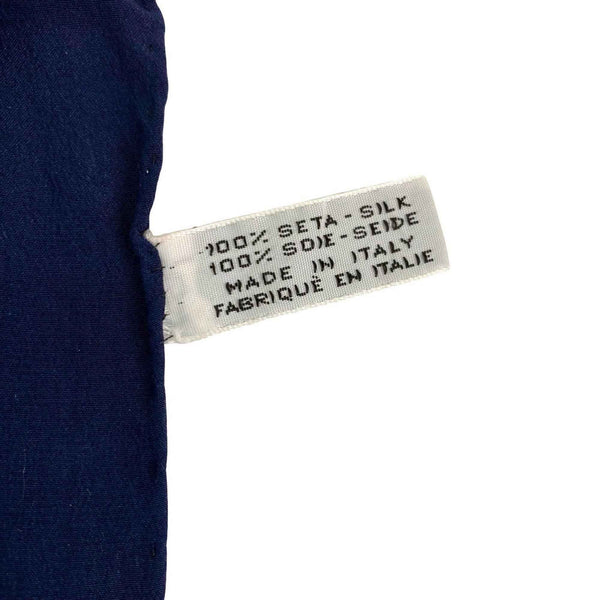 100% SETA - SILK
100% SOIE-SEIDE
MADE IN ITALY
FABRIQUÉ EN ITALIE